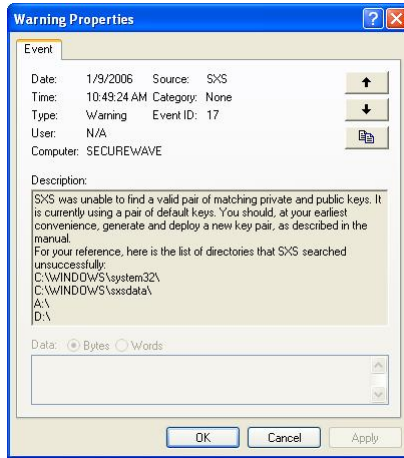 Warning Properties
Event
Date: 1/9/2006 Source: SXS
Time: 10:49:24 AM Category: None
Type: Warning Event ID: 17
User: N/A
Computer: SECUREWAVE
Description:
SXS was unable to find a valid pair of matching private and public keys. It
is currently using a pair of default keys. You should, at your earliest
convenience, generate and deploy a new key pair, as described in the
manual.
For your reference, here is the list of directories that SXS searched
unsuccessfully:
C:\WINDOWS\system32\
C:\WINDOWS\sxsdata\
A:\
D:\
Data: Bytes Words
OK Cancel Apply